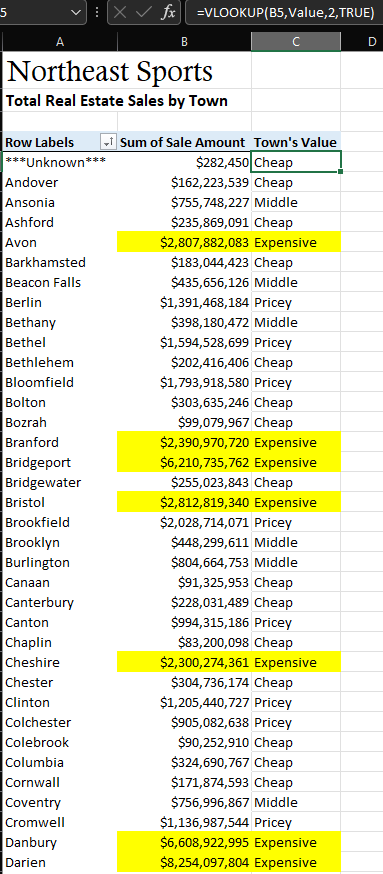 5 fx =VLOOKUP(B5,Value,2,TRUE)
A B C D
Northeast Sports
Total Real Estate Sales by Town
Row Labels Sum of Sale Amount Town's Value
***Unknown*** $282,450 Cheap
Andover $162,223,539 Cheap
Ansonia $755,748,227 Middle
Ashford $235,869,091 Cheap
Avon $2,807,882,083 Expensive
Barkhamsted $183,044,423 Cheap
Beacon Falls $435,656,126 Middle
Berlin $1,391,468,184 Pricey
Bethany $398,180,472 Middle
Bethel $1,594,528,699 Pricey
Bethlehem $202,416,406 Cheap
Bloomfield $1,793,918,580 Pricey
Bolton $303,635,246 Cheap
Bozrah $99,079,967 Cheap
Branford $2,390,970,720 Expensive
Bridgeport $6,210,735,762 Expensive
Bridgewater $255,023,843 Cheap
Bristol $2,812,819,340 Expensive
Brookfield $2,028,714,071 Pricey
Brooklyn $448,299,611 Middle
Burlington $804,664,753 Middle
Canaan $91,325,953 Cheap
Canterbury $228,031,489 Cheap
Canton $994,315,186 Pricey
Chaplin $83,200,098 Cheap
Cheshire $2,300,274,361 Expensive
Chester $304,736,174 Cheap
Clinton $1,205,440,727 Pricey
Colchester $905,082,638 Pricey
Colebrook $90,252,910 Cheap
Columbia $324,690,767 Cheap
Cornwall $171,874,593 Cheap
Coventry $756,996,867 Middle
Cromwell $1,136,987,544 Pricey
Danbury $6,608,922,995 Expensive
Darien $8,254,097,804 Expensive